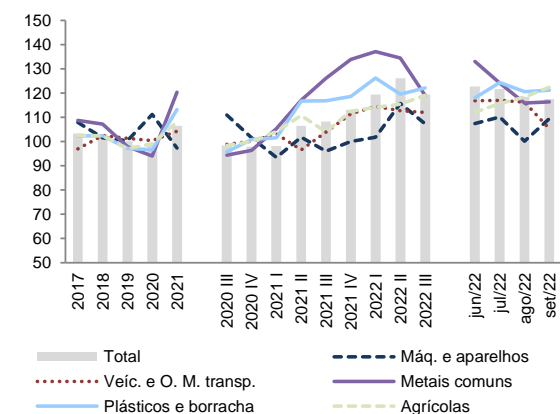 150
140
130
120
110
100
90
80
70
60
50
2017
2018
2019
2020
2021
2020 III
2020 IV
2021 I
2021 II
2021 III
2021 IV
2022 I
2022 II
2022 III
jun/22
jul/22
ago/22
set/22
Total
Máq. e aparelhos
Veíc. e O. M. transp.
Metais comuns
Plásticos e borracha
Agrícolas